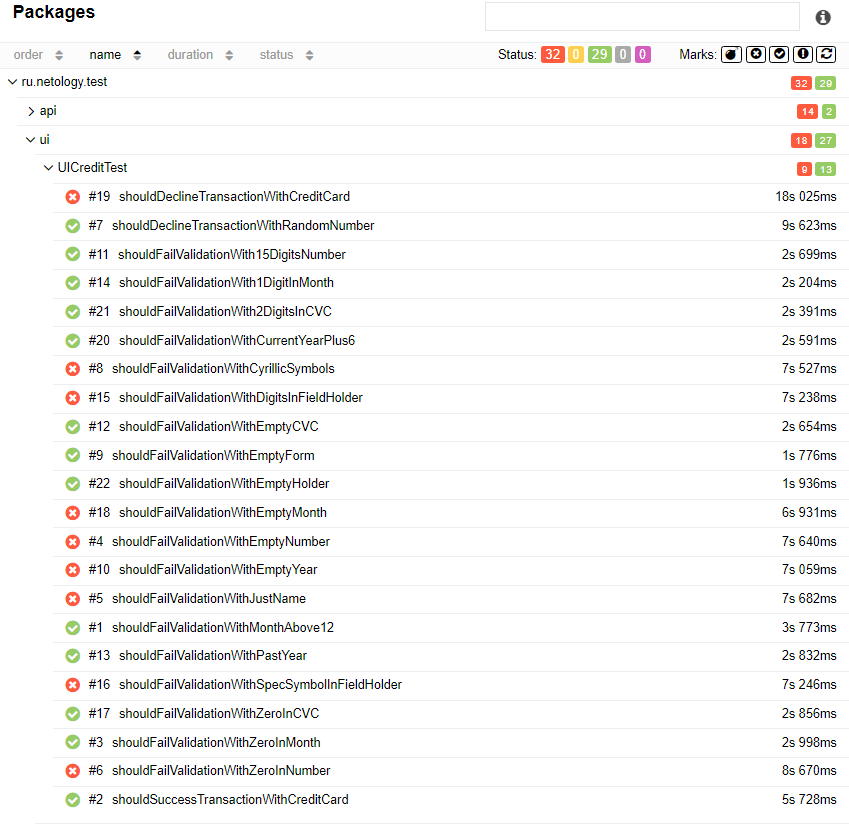 Packages
order name duration status Status: 32 0 29 0 0 Marks:
ru.netology.test 32 29
api 14 2
ui 18 27
UICreditTest 9 13
#19 shouldDeclineTransactionWithCreditCard 18s 025ms
#7 shouldDeclineTransactionWithRandomNumber 9s 623ms
#11 shouldFailValidationWith15DigitsNumber 2s 699ms
#14 shouldFailValidationWith1DigitInMonth 2s 204ms
#21 shouldFailValidationWith2DigitsInCVC 2s 391ms
#20 shouldFailValidationWithCurrentYearPlus6 2s 591ms
#8 shouldFailValidationWithCyrillicSymbols 7s 527ms
#15 shouldFailValidationWithDigitsInFieldHolder 7s 238ms
#12 shouldFailValidationWithEmptyCVC 2s 654ms
#9 shouldFailValidationWithEmptyForm 1s 776ms
#22 shouldFailValidationWithEmptyHolder 1s 936ms
#18 shouldFailValidationWithEmptyMonth 6s 931ms
#4 shouldFailValidationWithEmptyNumber 7s 640ms
#10 shouldFailValidationWithEmptyYear 7s 059ms
#5 shouldFailValidationWithJustName 7s 682ms
#1 shouldFailValidationWithMonthAbove12 3s 773ms
#13 shouldFailValidationWithPastYear 2s 832ms
#16 shouldFailValidationWithSpecSymbolInFieldHolder 7s 246ms
#17 shouldFailValidationWithZeroInCVC 2s 856ms
#3 shouldFailValidationWithZeroInMonth 2s 998ms
#6 shouldFailValidationWithZeroInNumber 8s 670ms
#2 shouldSuccessTransactionWithCreditCard 5s 728ms